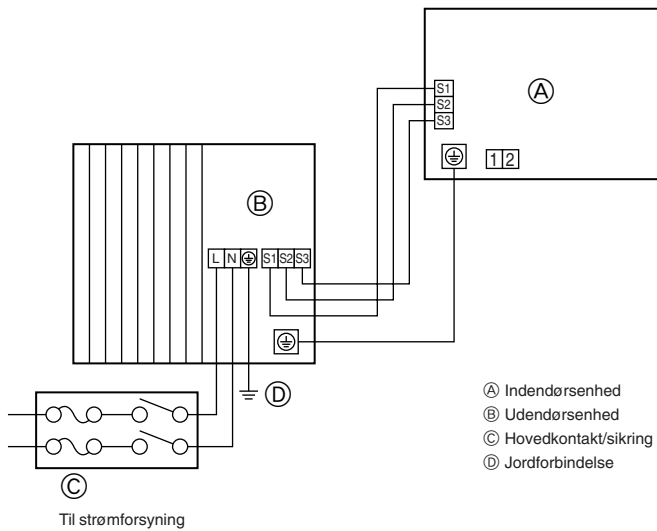 S1
S2
S3
Ⓐ
1 2
Ⓑ
L N S1 S2 S3
Ⓓ
Ⓒ
Til strømforsyning
Ⓐ Indendørsenhed
Ⓑ Udendørsenhed
Ⓒ Hovedkontakt/sikring
Ⓓ Jordforbindelse